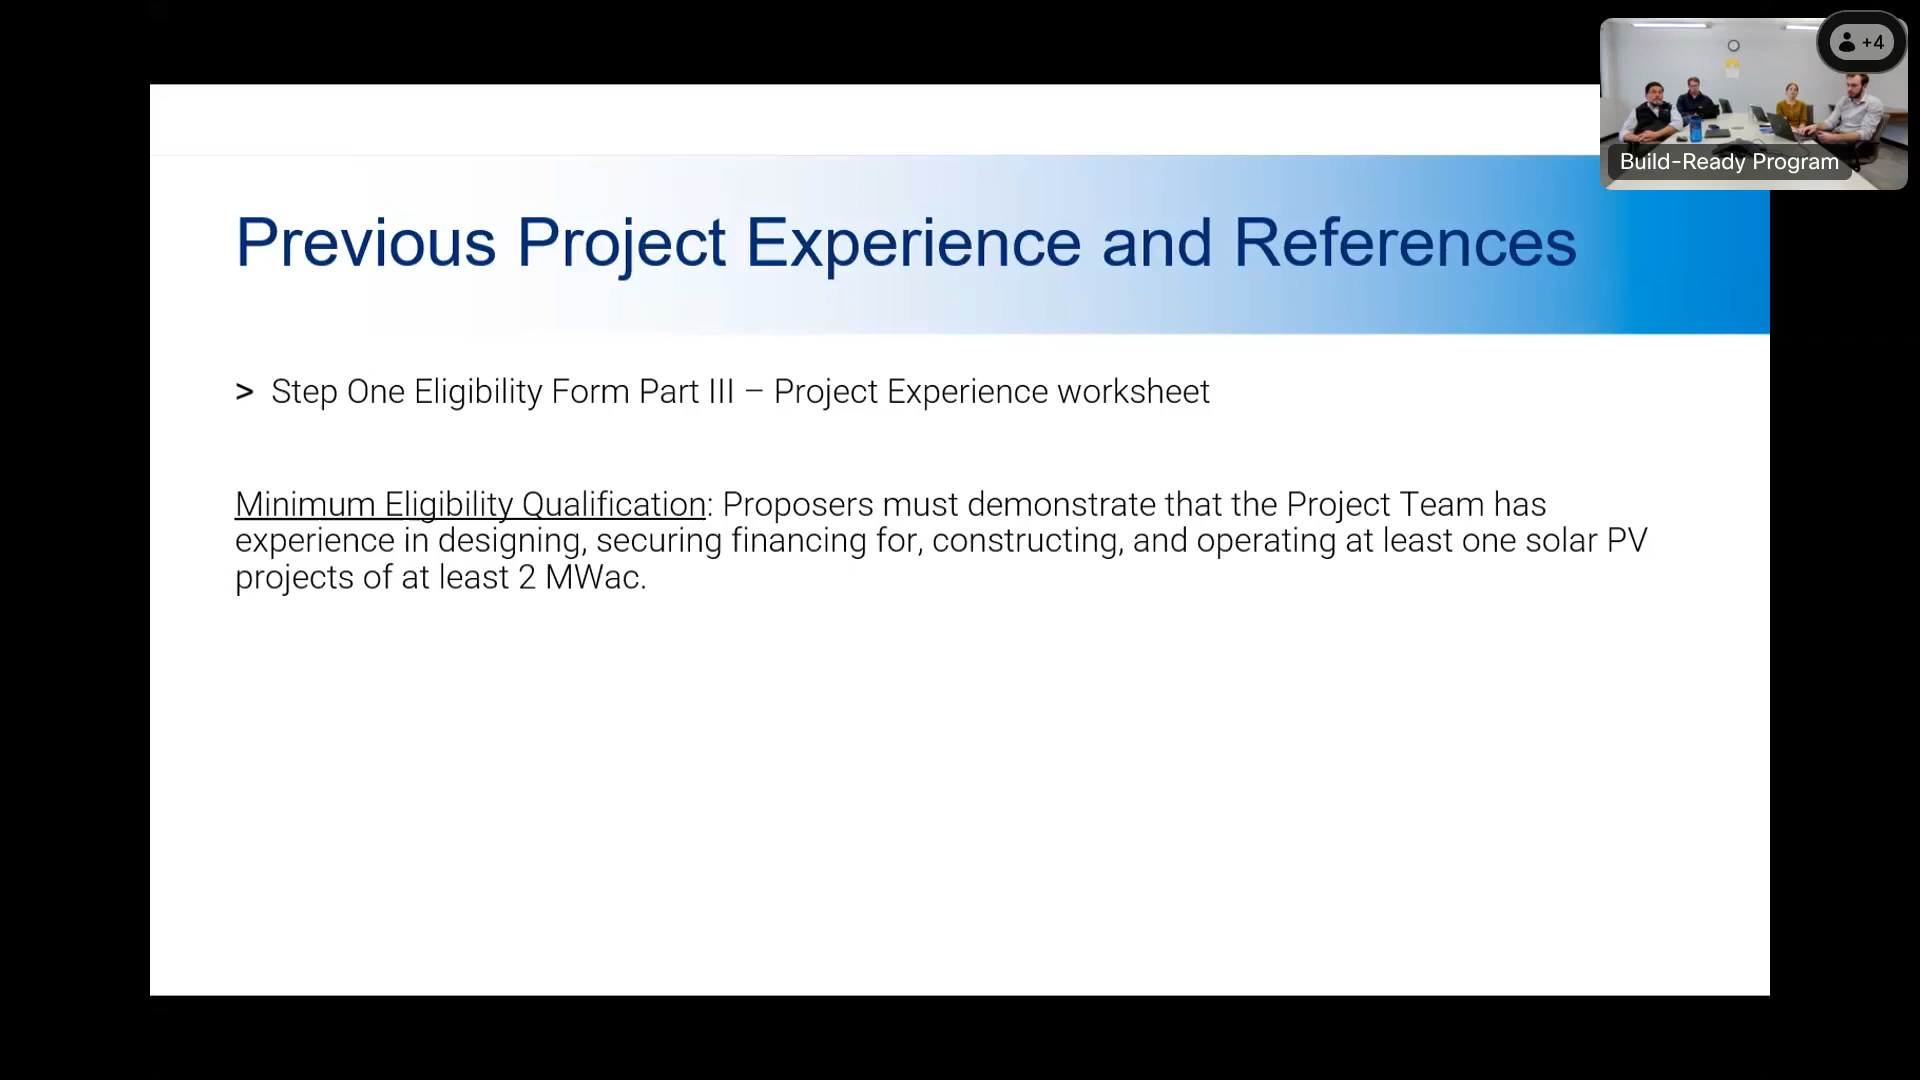 +4
Build-Ready Program
Previous Project Experience and References
> Step One Eligibility Form Part III – Project Experience worksheet
Minimum Eligibility Qualification: Proposers must demonstrate that the Project Team has
experience in designing, securing financing for, constructing, and operating at least one solar PV
projects of at least 2 MWac.